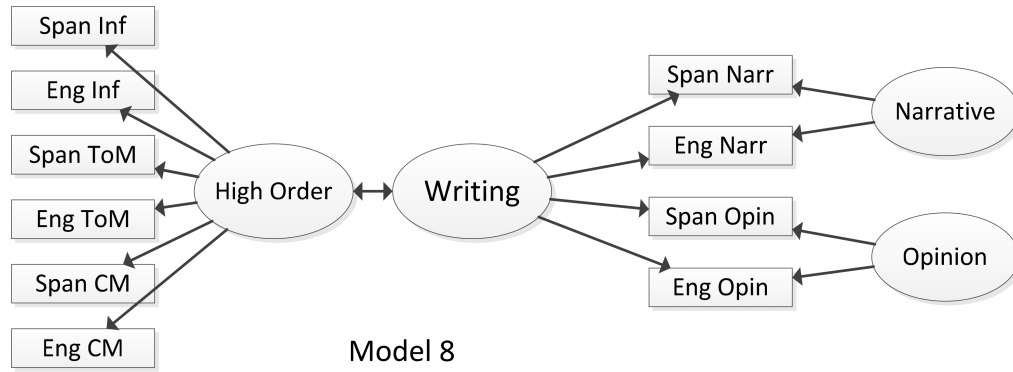 Span Inf
Eng Inf
Span ToM
Eng ToM
Span CM
Eng CM
High Order
Writing
Span Narr
Eng Narr
Span Opin
Eng Opin
Narrative
Opinion
Model 8